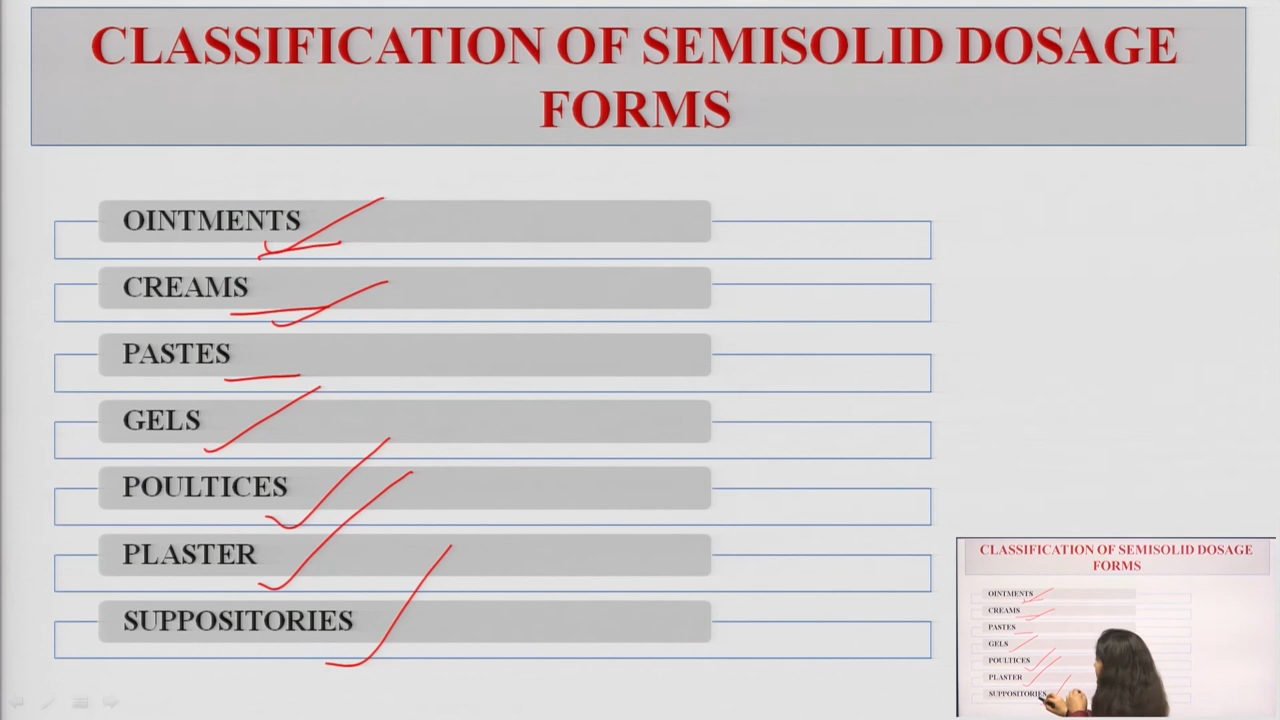 CLASSIFICATION OF SEMISOLID DOSAGE
FORMS
OINTMENTS
CREAMS
PASTES
GELS
POULTICES
PLASTER
SUPPOSITORIES
CLASSIFICATION OF SEMISOLID DOSAGE
FORMS
OINTMENTS
CREAMS
PASTES
GELS
POULTICES
PLASTER
SUPPOSITORIES